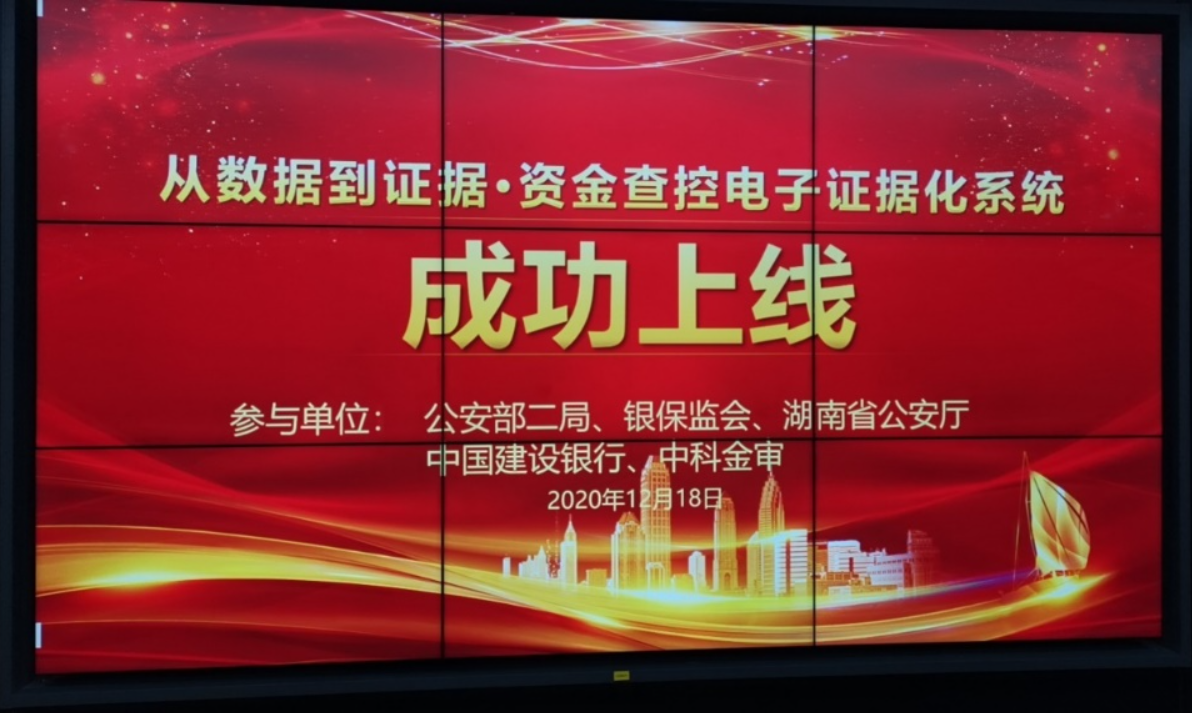 从数据到证据·资金查控电子证据化系统
成功上线
参与单位： 公安部二局、银保监会、湖南省公安厅
中国建设银行、中科金审
2020年12月18日